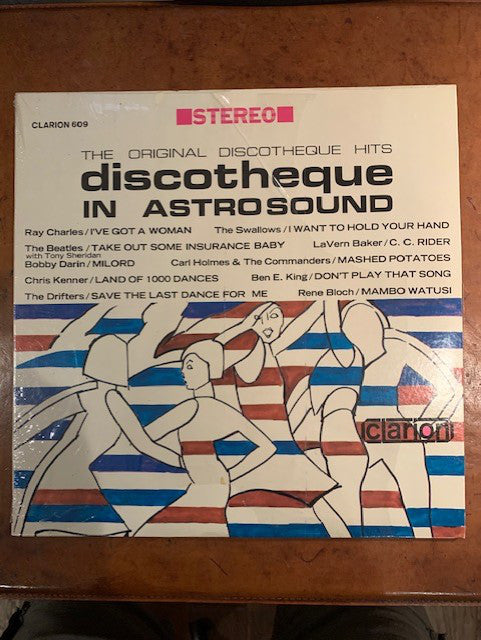 STEREO
CLARION 609
THE ORIGINAL DISCOTHEQUE HITS
discotheque
IN ASTROSOUND
Ray Charles/I'VE GOT A WOMAN The Swallows/I WANT TO HOLD YOUR HAND
The Beatles/TAKE OUT SOME INSURANCE BABY LaVern Baker/C. C. RIDER
with Tony Sheridan
Bobby Darin/MILORD Carl Holmes & The Commanders/MASHED POTATOES
Chris Kenner/LAND OF 1000 DANCES Ben E. King/DON'T PLAY THAT SONG
The Drifters/SAVE THE LAST DANCE FOR ME Rene Bloch/MAMBO WATUSI
clarion